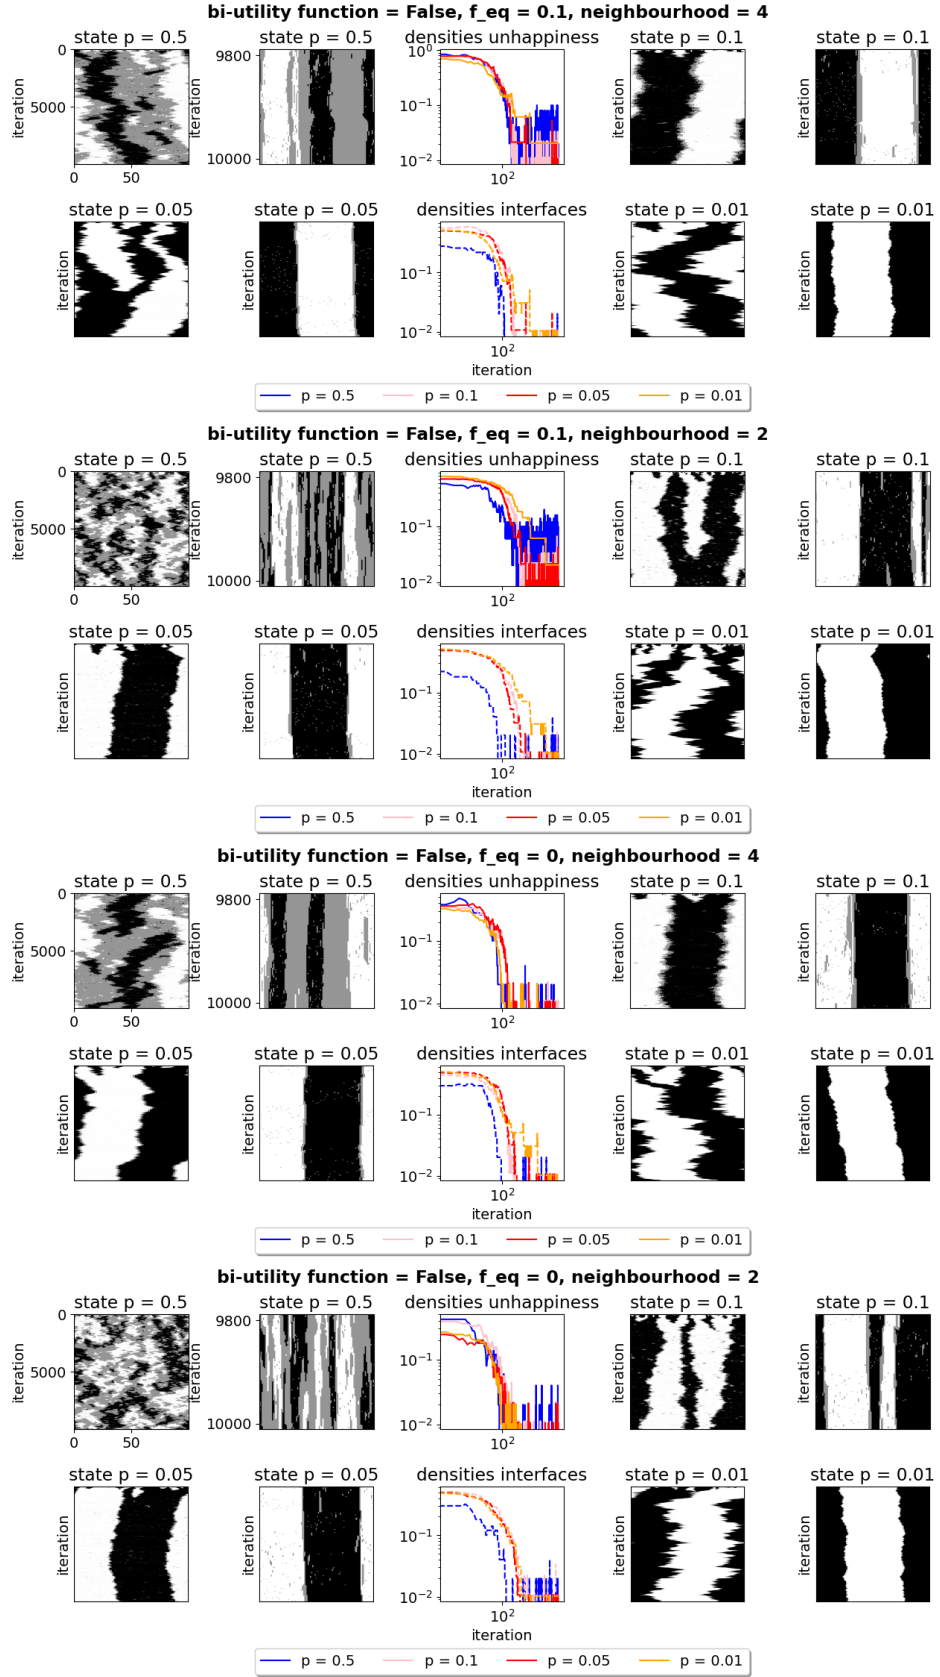 bi-utility function = False, f_eq = 0.1, neighbourhood = 4
state p = 0.5 state p = 0.5 densities unhappiness state p = 0.1 state p = 0.1
0 5000 0 50 iteration
9800 10000 iteration
10⁰ 10⁻¹ 10⁻² 10²
iteration iteration
state p = 0.05 state p = 0.05 densities interfaces state p = 0.01 state p = 0.01
iteration iteration
10⁻¹ 10⁻² 10²
iteration iteration
iteration
p = 0.5 p = 0.1 p = 0.05 p = 0.01
bi-utility function = False, f_eq = 0.1, neighbourhood = 2
state p = 0.5 state p = 0.5 densities unhappiness state p = 0.1 state p = 0.1
0 5000 0 50 iteration
9800 10000 iteration
10⁻¹ 10⁻² 10²
iteration iteration
state p = 0.05 state p = 0.05 densities interfaces state p = 0.01 state p = 0.01
iteration iteration
10⁻¹ 10⁻² 10²
iteration iteration
iteration
p = 0.5 p = 0.1 p = 0.05 p = 0.01
bi-utility function = False, f_eq = 0, neighbourhood = 4
state p = 0.5 state p = 0.5 densities unhappiness state p = 0.1 state p = 0.1
0 5000 0 50 iteration
9800 10000 iteration
10⁻¹ 10⁻² 10²
iteration iteration
state p = 0.05 state p = 0.05 densities interfaces state p = 0.01 state p = 0.01
iteration iteration
10⁻¹ 10⁻² 10²
iteration iteration
iteration
p = 0.5 p = 0.1 p = 0.05 p = 0.01
bi-utility function = False, f_eq = 0, neighbourhood = 2
state p = 0.5 state p = 0.5 densities unhappiness state p = 0.1 state p = 0.1
0 5000 0 50 iteration
9800 10000 iteration
10⁻¹ 10⁻² 10²
iteration iteration
state p = 0.05 state p = 0.05 densities interfaces state p = 0.01 state p = 0.01
iteration iteration
10⁻¹ 10⁻² 10²
iteration iteration
iteration
p = 0.5 p = 0.1 p = 0.05 p = 0.01